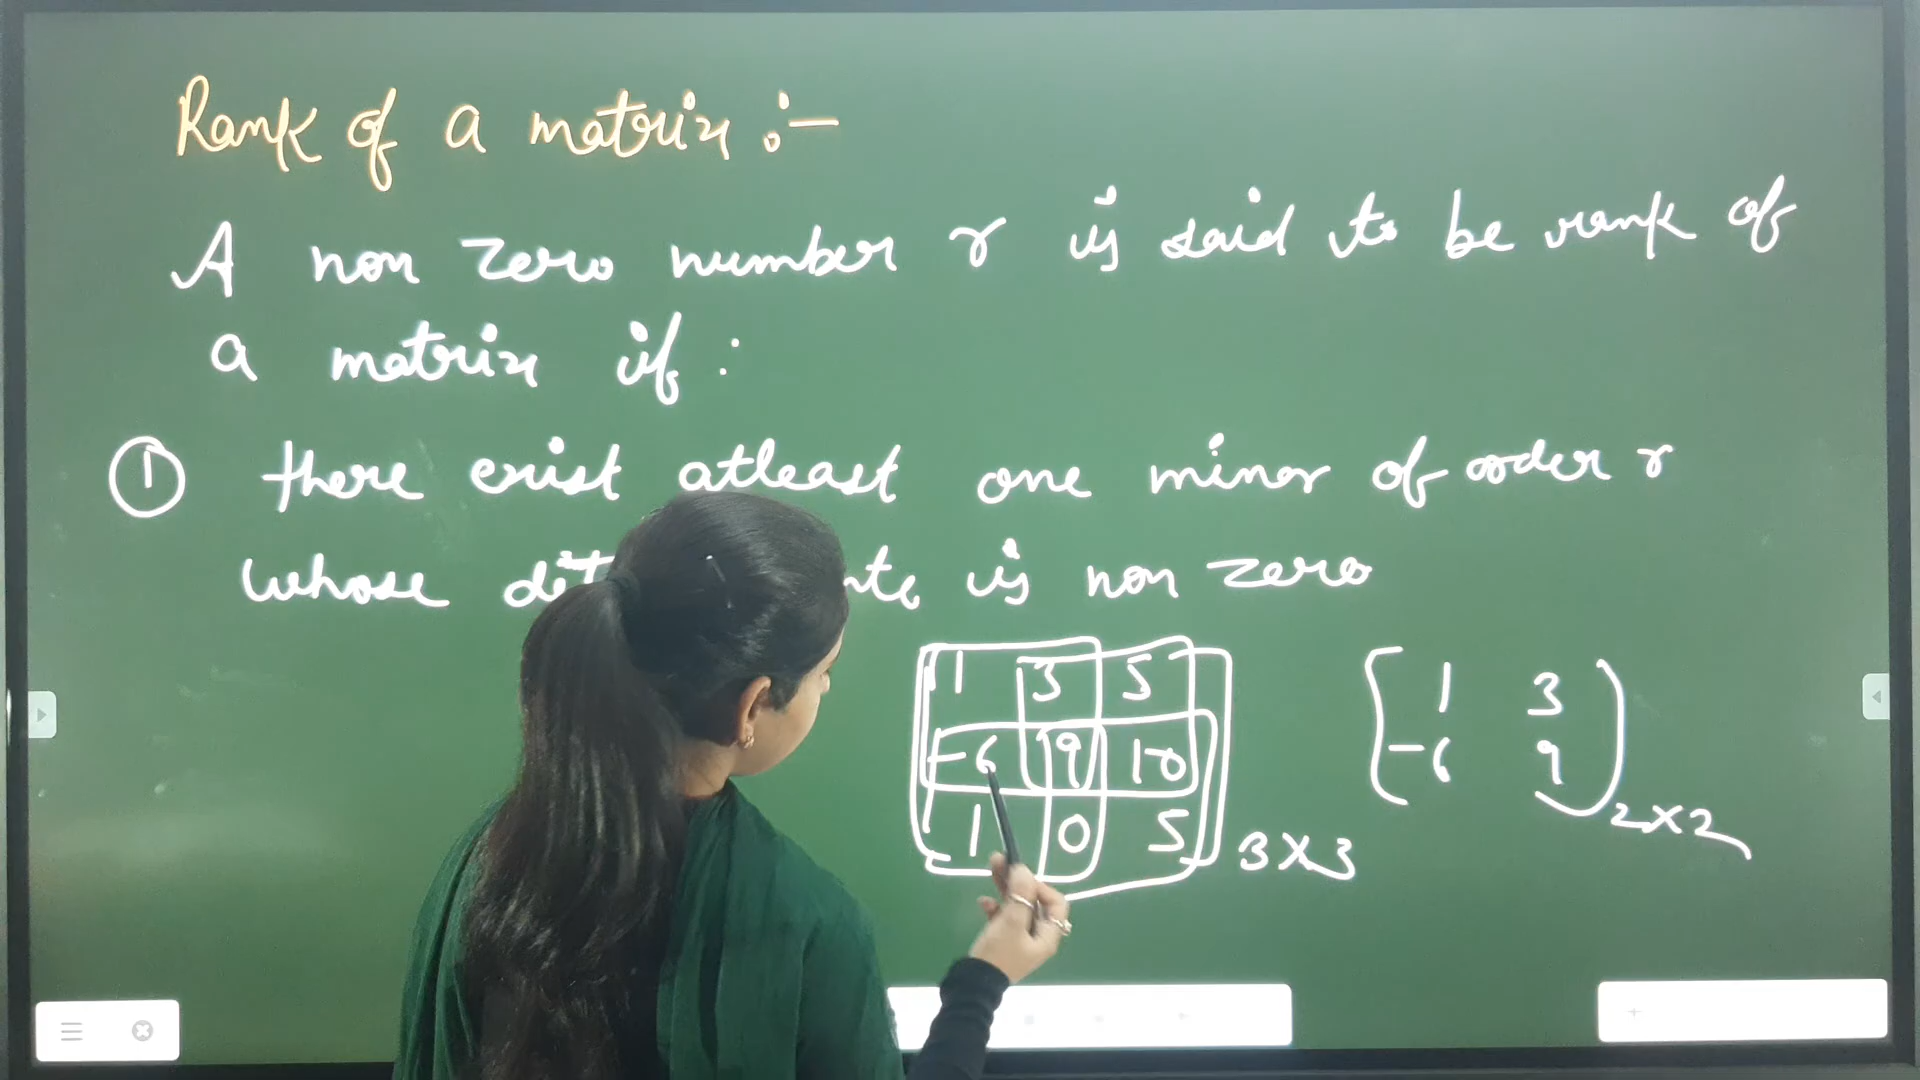 Rank of a matrix :-
A non zero number r is said to be rank of
a matrix if :
① there exist atleast one minor of order r
whose is non zero
1 3 5
-6 9 10
1 0 5
3×3
1 3
-6 9
2×2